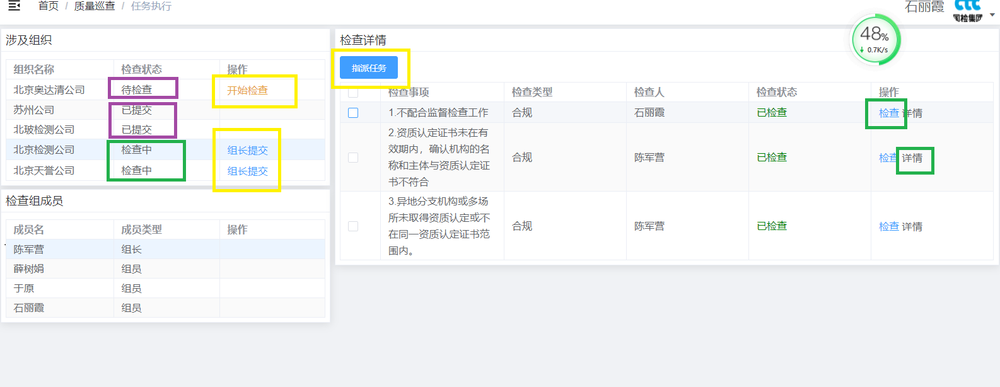 首页 / 质量巡查 / 任务执行
石丽霞
CTC
国检集团
48%
0.7K/s
涉及组织
组织名称 检查状态 操作
北京奥达清公司 待检查 开始检查
苏州公司 已提交
北玻检测公司 已提交
北京检测公司 检查中 组长提交
北京天誉公司 检查中 组长提交
检查组成员
成员名 成员类型 操作
陈军营 组长
薛树娟 组员
于原 组员
石丽霞 组员
检查详情
指派任务
检查事项 检查类型 检查人 检查状态 操作
1.不配合监督检查工作 合规 石丽霞 已检查 检查 详情
2.资质认定证书未在有
效期内，确认机构的名
称和主体与资质认定证
书不符合
合规 陈军营 已检查 检查 详情
3.异地分支机构或多场
所未取得资质认定或不
在同一资质认定证书范
围内。
合规 陈军营 已检查 检查 详情